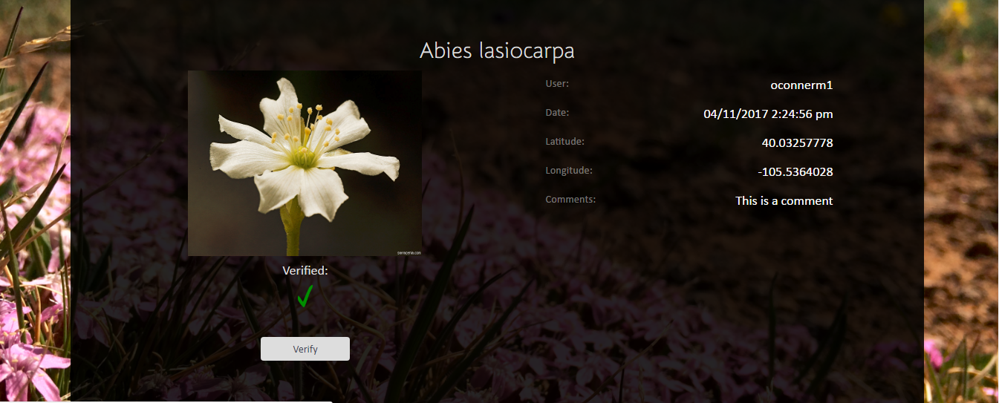 Abies lasiocarpa
User: oconnerm1
Date: 04/11/2017 2:24:56 pm
Latitude: 40.03257778
Longitude: -105.5364028
Comments: This is a comment
Verified:
Verify